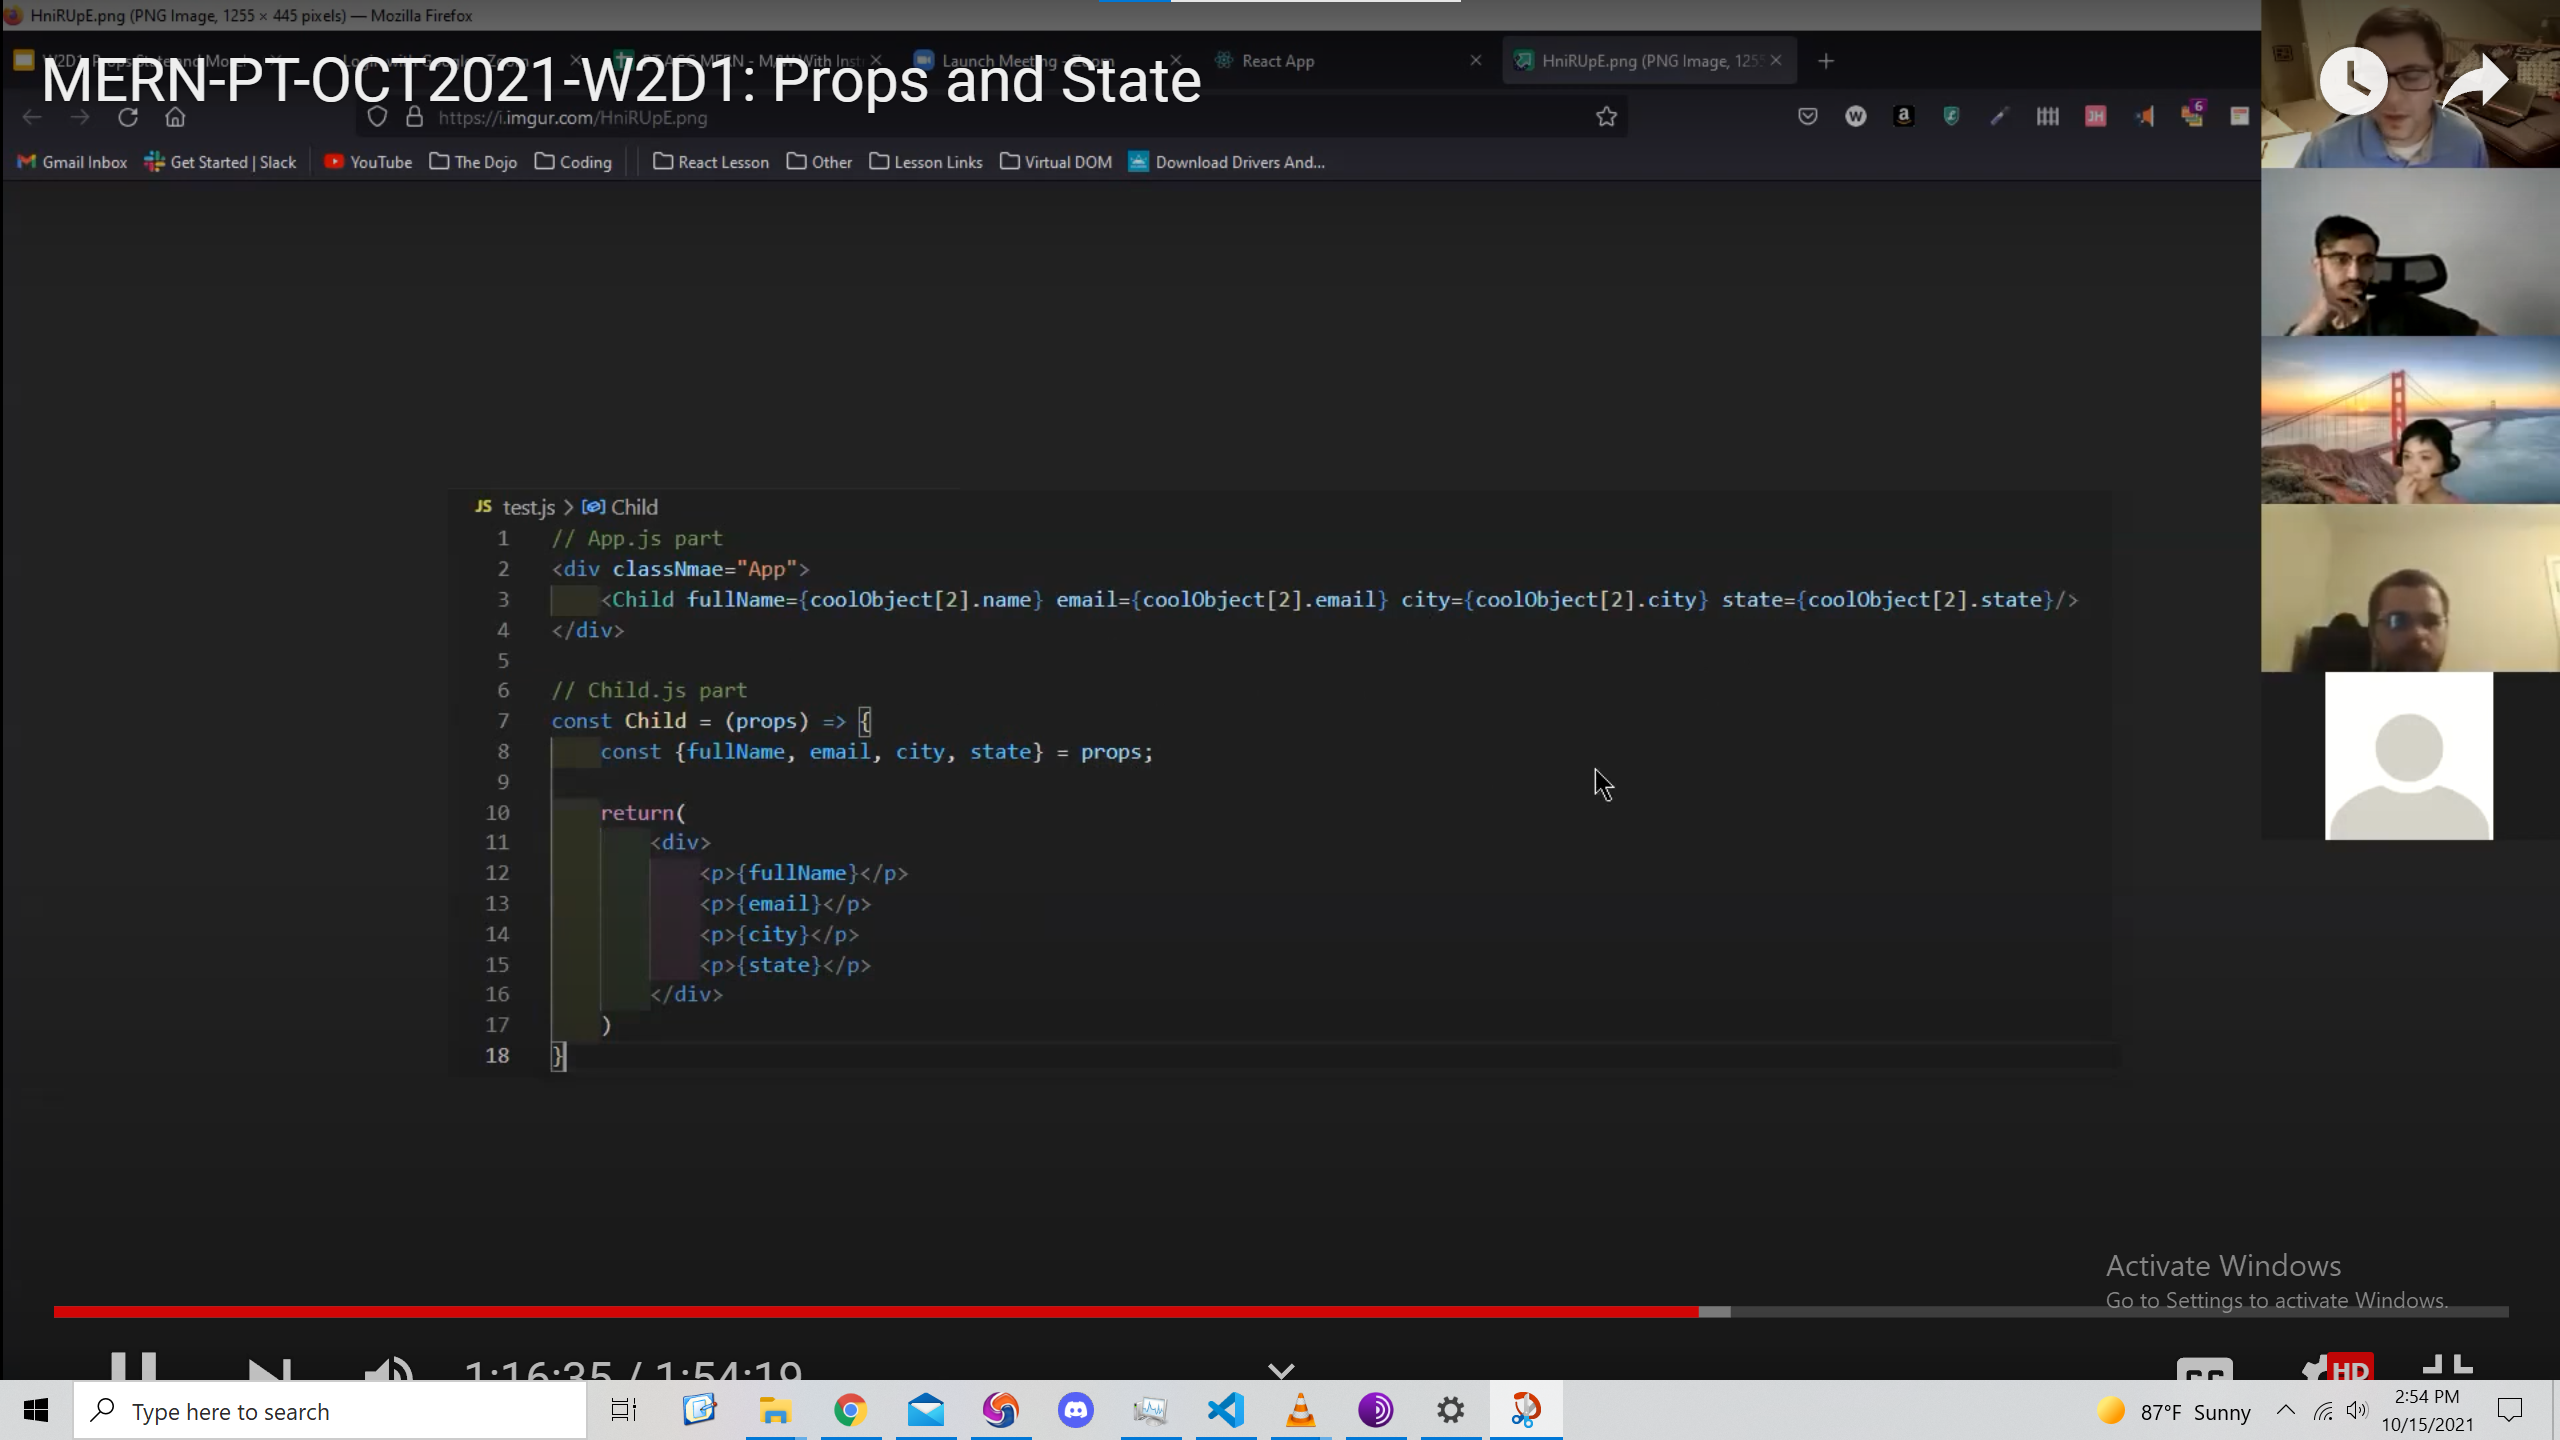 HniRUpE.png (PNG Image, 1255 × 445 pixels) — Mozilla Firefox
MERN-PT-OCT2021-W2D1: Props and State
Launch Meeting - Zoom
React App
HniRUpE.png (PNG Image, 125
https://i.imgur.com/HniRUpE.png
W
a
JH
6
Gmail Inbox
Get Started | Slack
YouTube
The Dojo
Coding
React Lesson
Other
Lesson Links
Virtual DOM
Download Drivers And...
JS test.js > Child
1 // App.js part
2 <div classNmae="App">
3 <Child fullName={coolObject[2].name} email={coolObject[2].email} city={coolObject[2].city} state={coolObject[2].state}/>
4 </div>
5
6 // Child.js part
7 const Child = (props) => {
8 const {fullName, email, city, state} = props;
9
10 return(
11 <div>
12 <p>{fullName}</p>
13 <p>{email}</p>
14 <p>{city}</p>
15 <p>{state}</p>
16 </div>
17 )
18 }
Activate Windows
Go to Settings to activate Windows.
1:16:35 / 1:54:19
CC
HD
Type here to search
87°F Sunny
2:54 PM
10/15/2021